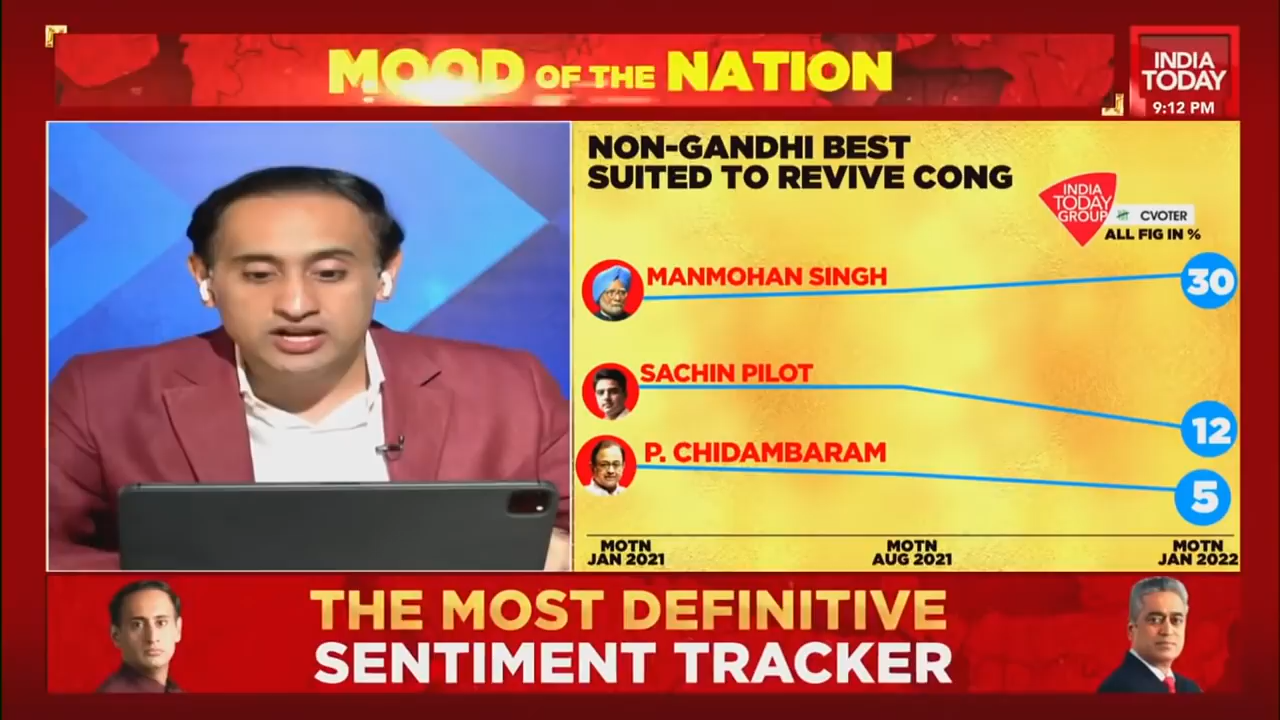 MOOD OF THE NATION
INDIA
TODAY
9:12 PM
NON-GANDHI BEST
SUITED TO REVIVE CONG
INDIA
TODAY
GROUP
CVOTER
ALL FIG IN %
MANMOHAN SINGH
30
SACHIN PILOT
12
P. CHIDAMBARAM
5
MOTN
JAN 2021
MOTN
AUG 2021
MOTN
JAN 2022
THE MOST DEFINITIVE
SENTIMENT TRACKER